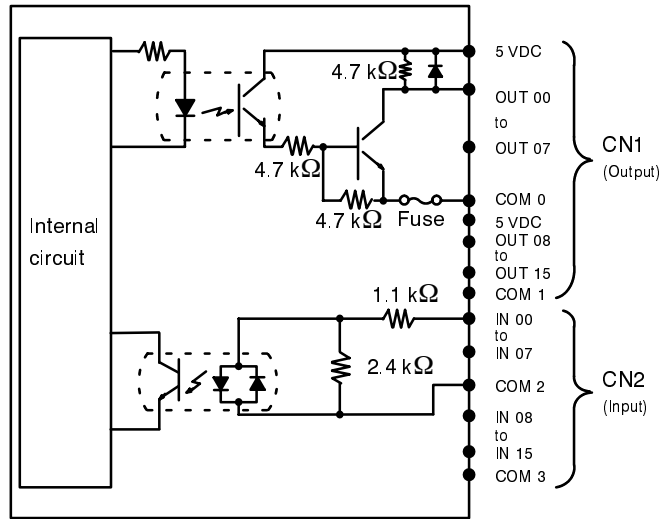 5 VDC
4.7 kΩ
OUT 00
to
OUT 07
CN1
(Output)
4.7 kΩ
COM 0
4.7 kΩ
Fuse
5 VDC
OUT 08
to
OUT 15
COM 1
Internal
circuit
1.1 kΩ
IN 00
to
IN 07
2.4 kΩ
COM 2
CN2
(Input)
IN 08
to
IN 15
COM 3